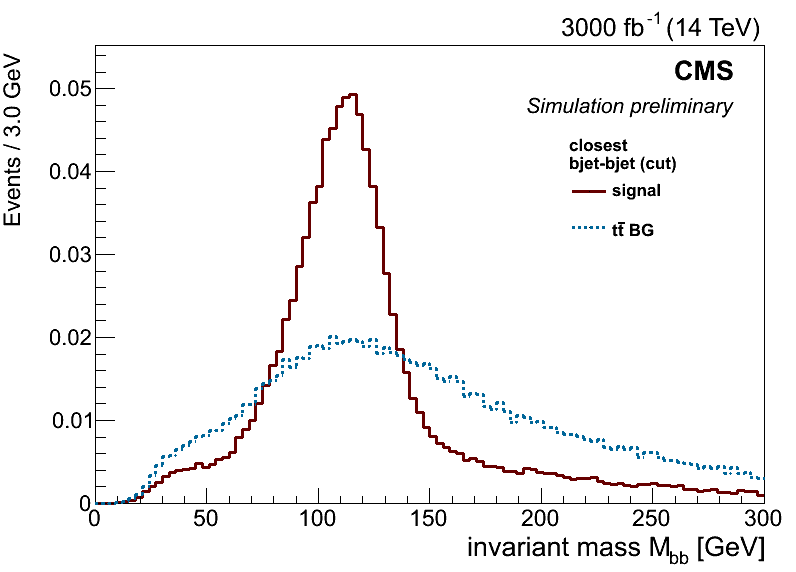 3000 fb-1 (14 TeV)
CMS
Simulation preliminary
closest
bjet-bjet (cut)
signal
tt̄ BG
Events / 3.0 GeV
0.05
0.04
0.03
0.02
0.01
0
0 50 100 150 200 250 300
invariant mass Mbb [GeV]